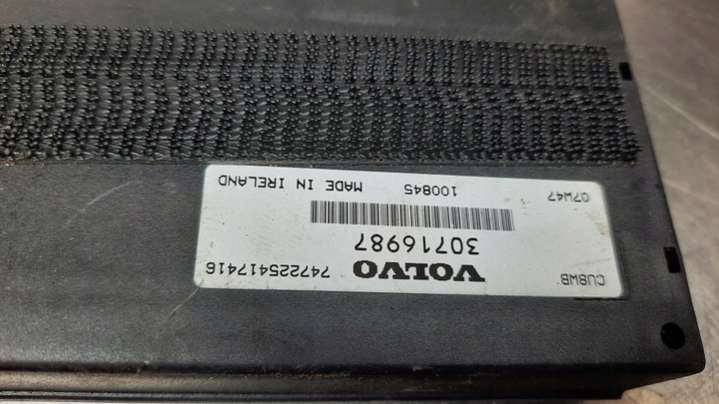 CU8WB VOLVO 747225417416
30716987
07W47 100845 MADE IN IRELAND